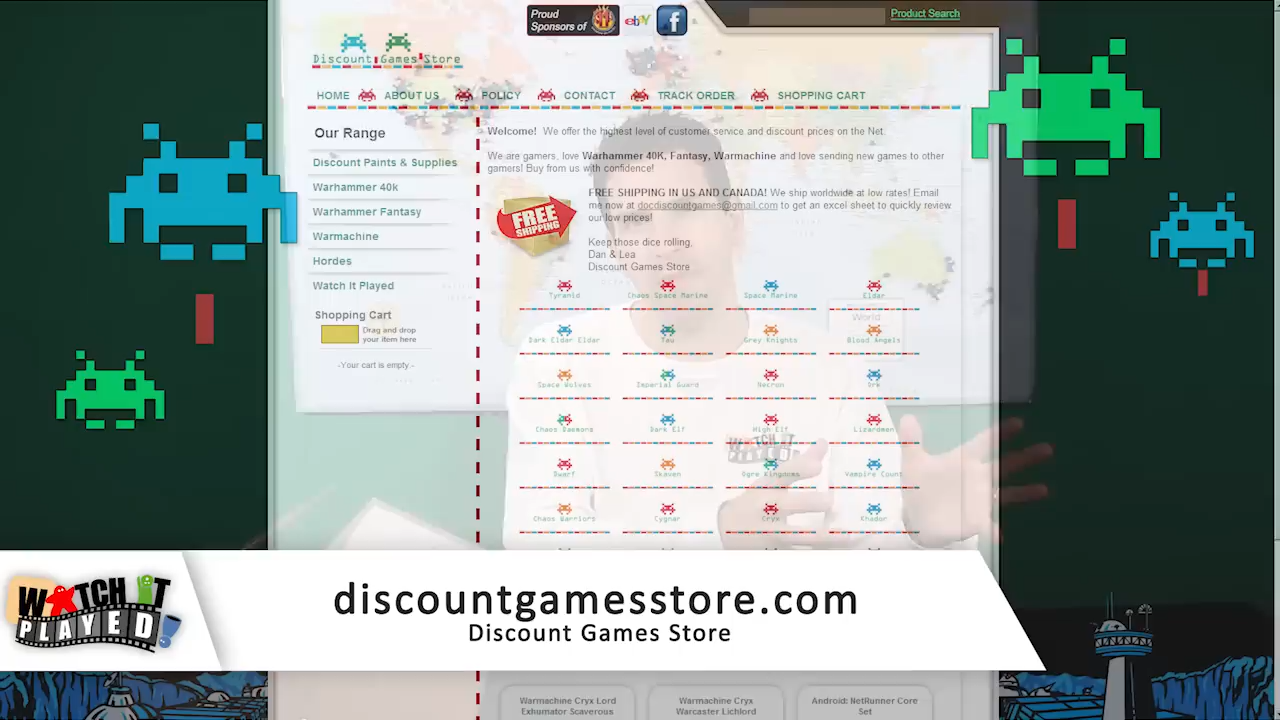 Proud
Sponsors of
ebY
f
Product Search
Discount Games Store
HOME
ABOUT US
POLICY
CONTACT
TRACK ORDER
SHOPPING CART
Our Range
Discount Paints & Supplies
Warhammer 40k
Warhammer Fantasy
Warmachine
Hordes
Watch It Played
Shopping Cart
Drag and drop
your item here
-Your cart is empty.-
Welcome! We offer the highest level of customer service and discount prices on the Net.
We are gamers, love Warhammer 40K, Fantasy, Warmachine and love sending new games to other
gamers! Buy from us with confidence!
FREE SHIPPING
FREE SHIPPING IN US AND CANADA! We ship worldwide at low rates! Email
me now at docdiscountgames@gmail.com to get an excel sheet to quickly review
our low prices!
Keep those dice rolling,
Dan & Lea
Discount Games Store
Tyranid Chaos Space Marine Space Marine Eldar
World
Dark Eldar Eldar Tau Grey Knights Blood Angels
Space Wolves Imperial Guard Necron Ork
Chaos Daemons Dark Elf High Elf Lizardmen
WATCH IT
PLAYED
Dwarf Skaven Ogre Kingdoms Vampire Count
Chaos Warriors Cygnar Cryx Khador
WATCH IT
PLAYED
discountgamesstore.com
Discount Games Store
Warmachine Cryx Lord
Exhumator Scaverous
Warmachine Cryx
Warcaster Lichlord
Android: NetRunner Core
Set